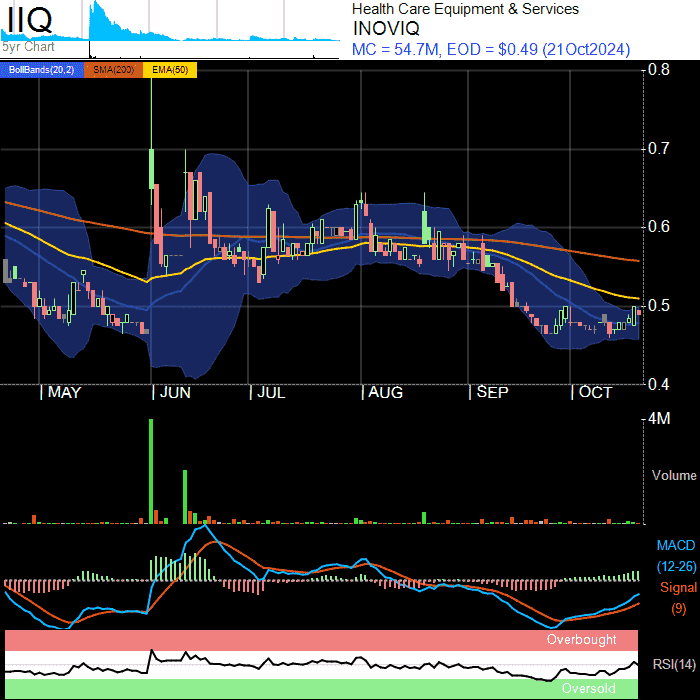 IIQ
5yr Chart
Health Care Equipment & Services
INOVIQ
MC = 54.7M, EOD = $0.49 (21Oct2024)
BollBands(20,2) SMA(200) EMA(50)
0.8
0.7
0.6
0.5
0.4
MAY JUN JUL AUG SEP OCT
4M
Volume
MACD
(12-26)
Signal
(9)
Overbought
RSI(14)
Oversold